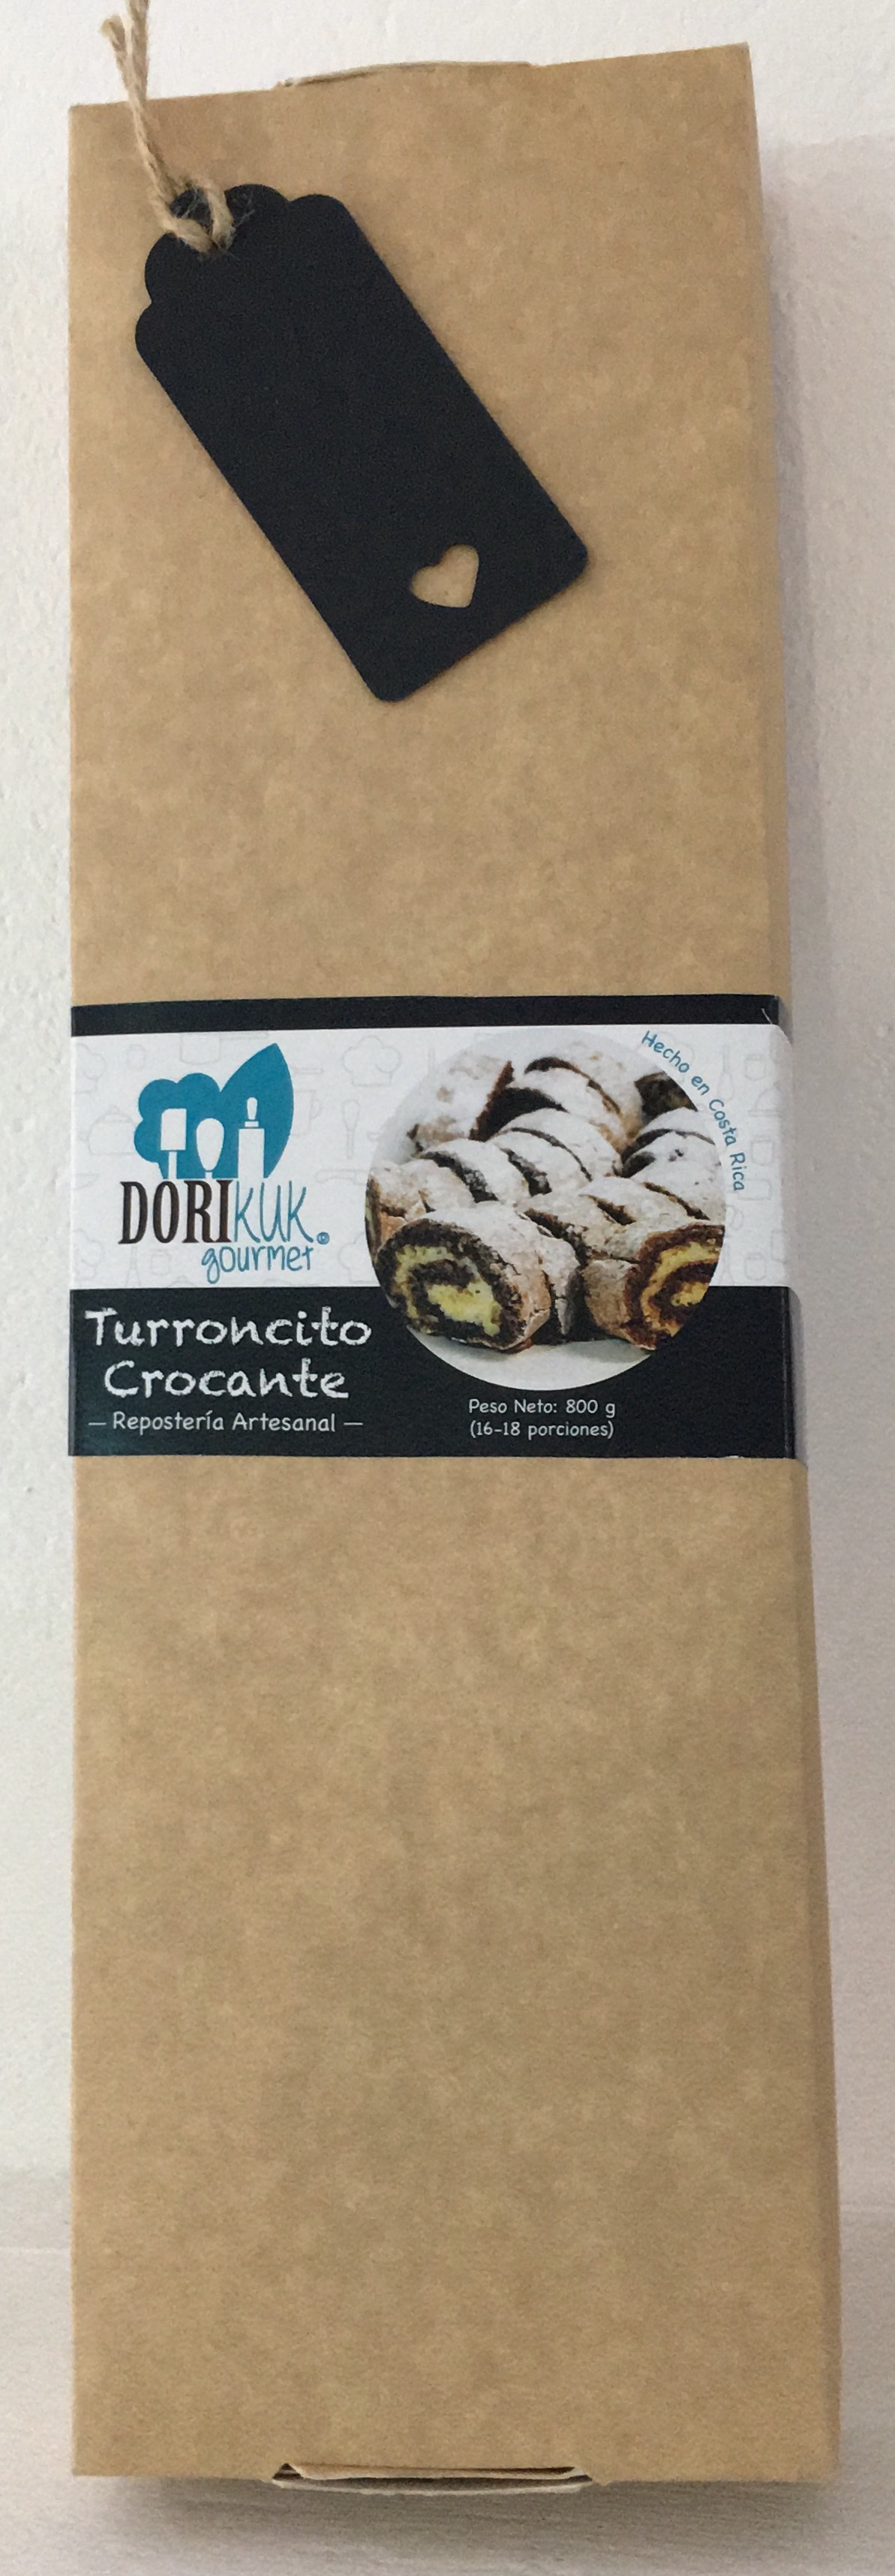 Hecho en Costa Rica
DORIKUK®
gourmet
Turroncito
Crocante
— Repostería Artesanal —
Peso Neto: 800 g
(16-18 porciones)